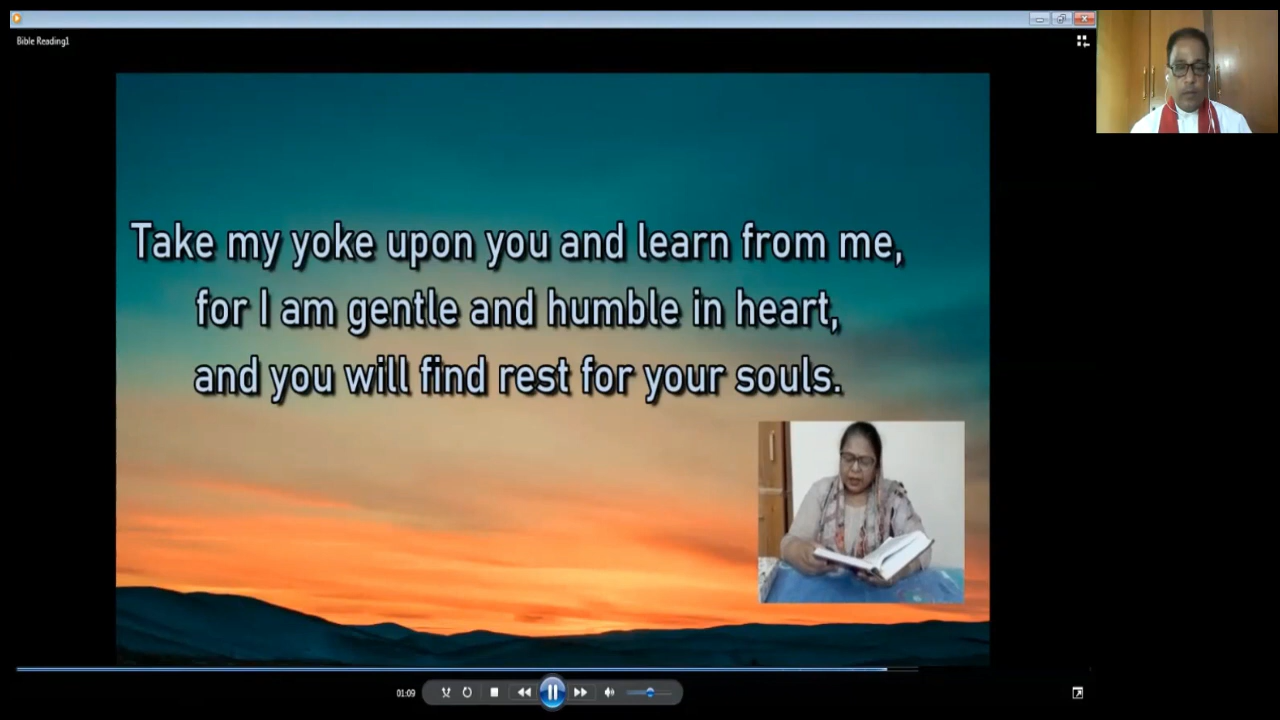 Bible Reading1
Take my yoke upon you and learn from me,
for I am gentle and humble in heart,
and you will find rest for your souls.
01:09